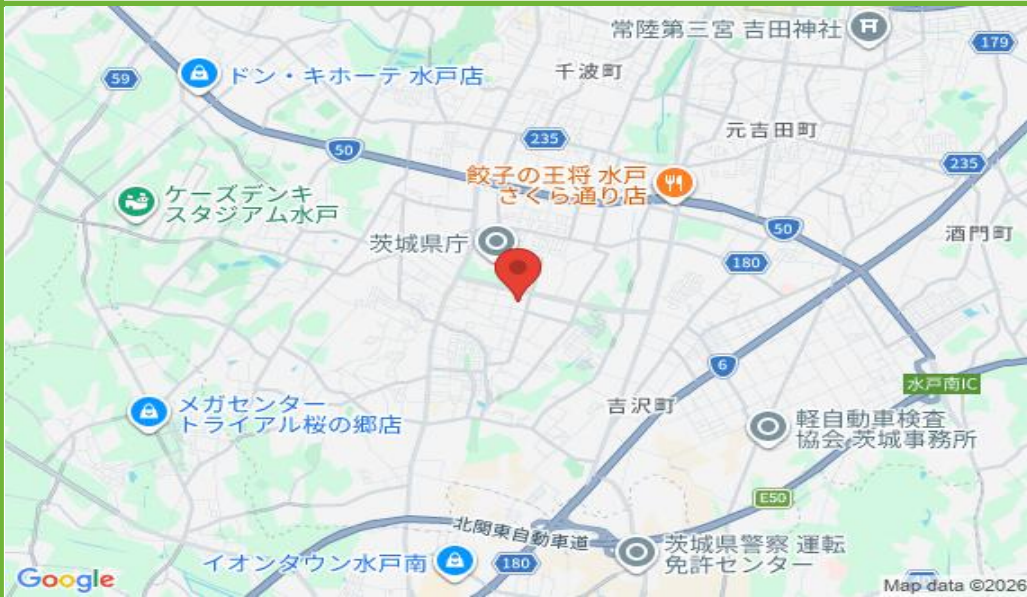 常陸第三宮 吉田神社
179
59
ドン・キホーテ 水戸店
千波町
235
元吉田町
50
235
餃子の王将 水戸
さくら通り店
ケーズデンキ
スタジアム水戸
50
酒門町
茨城県庁
180
6
水戸南IC
メガセンター
トライアル桜の郷店
吉沢町
軽自動車検査
協会 茨城事務所
E50
北関東自動車道
茨城県警察 運転
免許センター
イオンタウン水戸南
180
Google
Map data ©2026